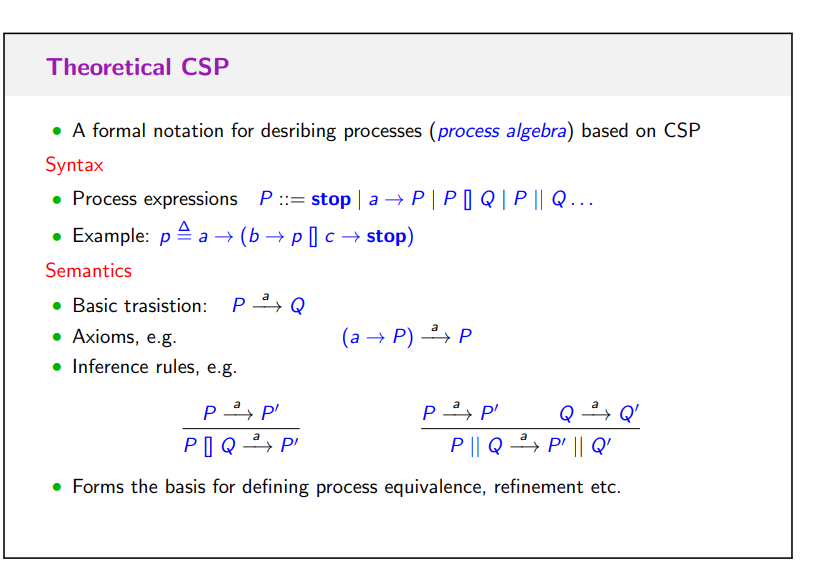 Theoretical CSP
• A formal notation for desribing processes (process algebra) based on CSP
Syntax
• Process expressions P ::= stop | a → P | P [] Q | P || Q . . .
• Example: p ≜ a → (b → p [] c → stop)
Semantics
• Basic trasistion: P —a→ Q
• Axioms, e.g. (a → P) —a→ P
• Inference rules, e.g.
P —a→ P′ P —a→ P′ Q —a→ Q′
P [] Q —a→ P′ P || Q —a→ P′ || Q′
• Forms the basis for defining process equivalence, refinement etc.